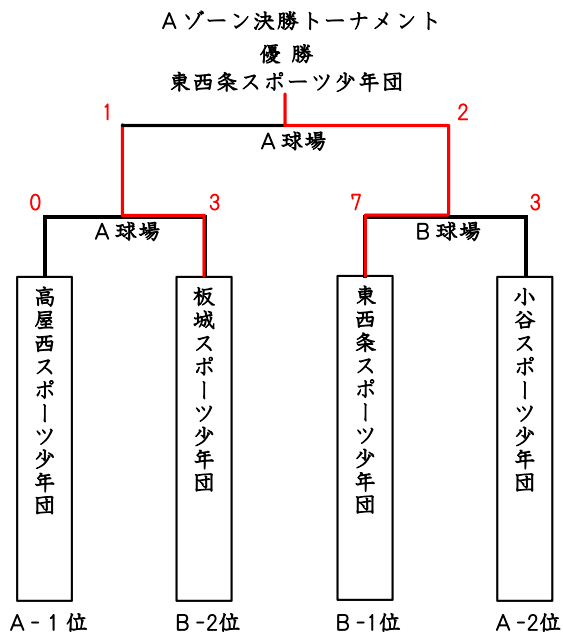 Aゾーン決勝トーナメント
優 勝
東西条スポーツ少年団
1
2
A球場
0
3
7
3
A球場
B球場
高屋西スポーツ少年団
板城スポーツ少年団
東西条スポーツ少年団
小谷スポーツ少年団
A-1位
B-2位
B-1位
A-2位